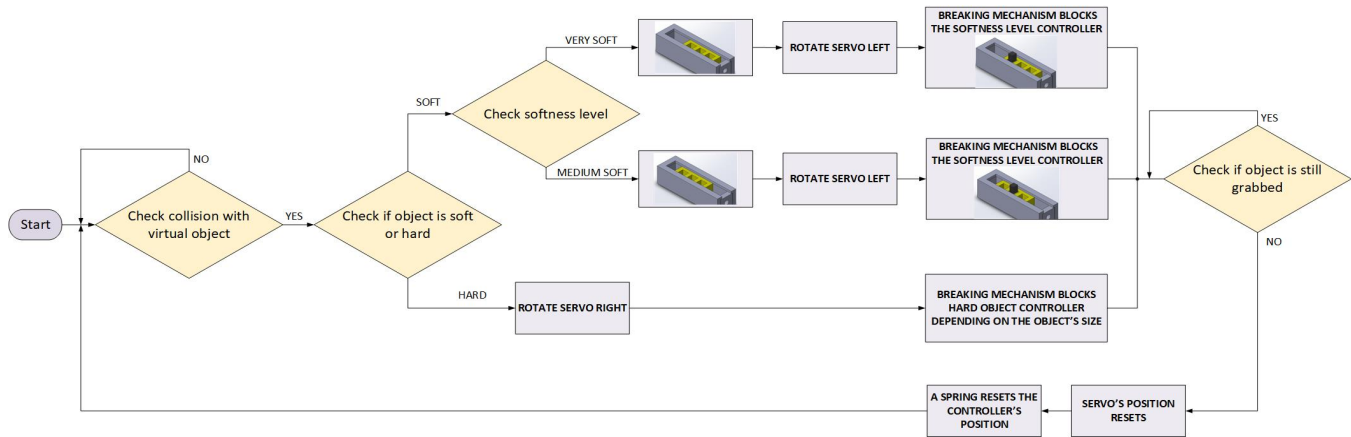 Start
NO
Check collision with
virtual object
YES
Check if object is soft
or hard
SOFT
Check softness level
VERY SOFT
ROTATE SERVO LEFT
BREAKING MECHANISM BLOCKS
THE SOFTNESS LEVEL CONTROLLER
MEDIUM SOFT
ROTATE SERVO LEFT
BREAKING MECHANISM BLOCKS
THE SOFTNESS LEVEL CONTROLLER
HARD
ROTATE SERVO RIGHT
BREAKING MECHANISM BLOCKS
HARD OBJECT CONTROLLER
DEPENDING ON THE OBJECT'S SIZE
YES
Check if object is still
grabbed
NO
SERVO'S POSITION
RESETS
A SPRING RESETS THE
CONTROLLER'S
POSITION